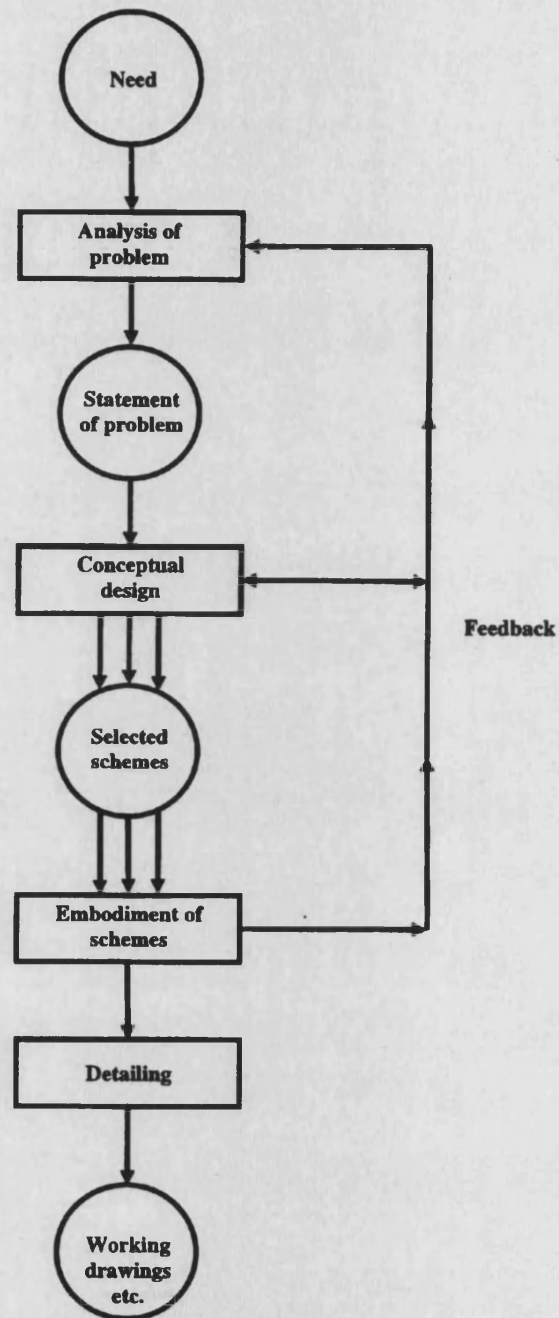 Need
Analysis of
problem
Statement
of problem
Conceptual
design
Feedback
Selected
schemes
Embodiment of
schemes
Detailing
Working
drawings
etc.